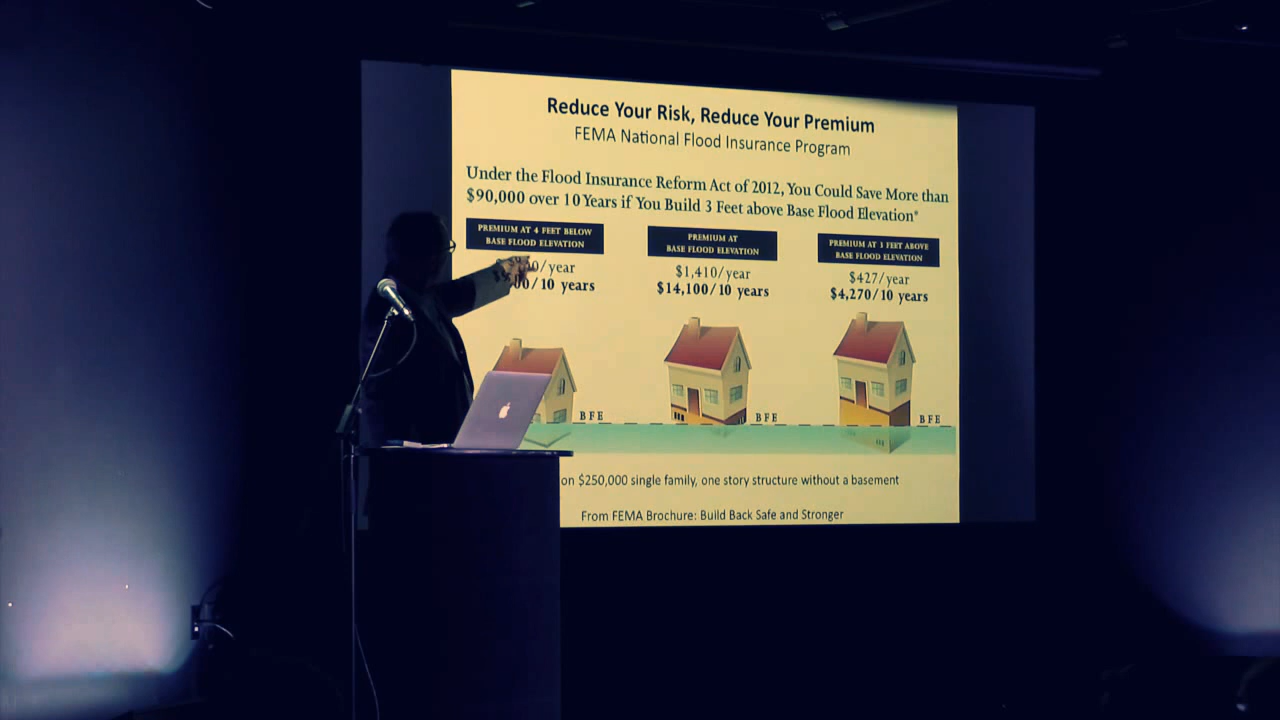 Reduce Your Risk, Reduce Your Premium
FEMA National Flood Insurance Program
Under the Flood Insurance Reform Act of 2012, You Could Save More than
$90,000 over 10 Years if You Build 3 Feet above Base Flood Elevation*
PREMIUM AT 4 FEET BELOW
BASE FLOOD ELEVATION
/year
/10 years
PREMIUM AT
BASE FLOOD ELEVATION
$1,410/year
$14,100/10 years
PREMIUM AT 3 FEET ABOVE
BASE FLOOD ELEVATION
$427/year
$4,270/10 years
BFE
BFE
BFE
on $250,000 single family, one story structure without a basement
From FEMA Brochure: Build Back Safe and Stronger